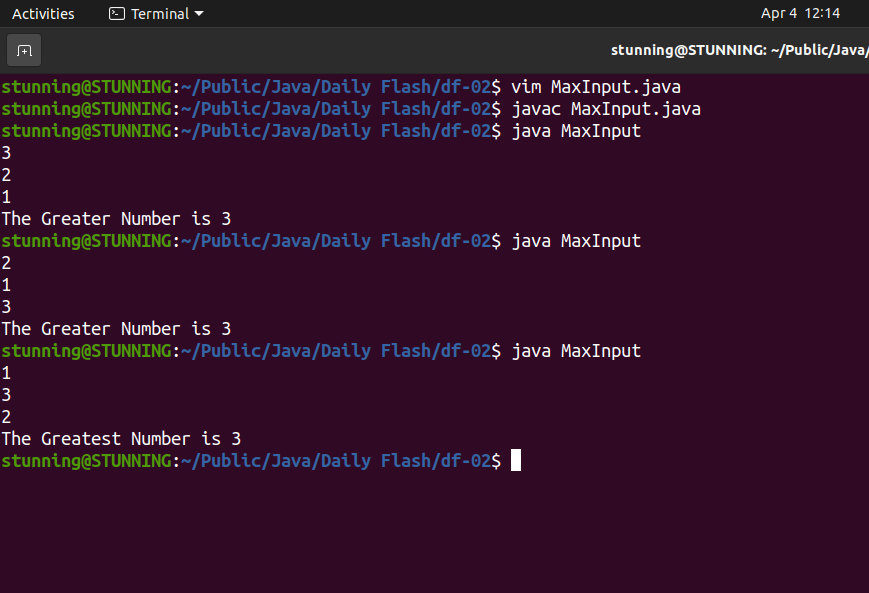 Activities Terminal Apr 4 12:14
stunning@STUNNING: ~/Public/Java/
stunning@STUNNING:~/Public/Java/Daily Flash/df-02$ vim MaxInput.java
stunning@STUNNING:~/Public/Java/Daily Flash/df-02$ javac MaxInput.java
stunning@STUNNING:~/Public/Java/Daily Flash/df-02$ java MaxInput
3
2
1
The Greater Number is 3
stunning@STUNNING:~/Public/Java/Daily Flash/df-02$ java MaxInput
2
1
3
The Greater Number is 3
stunning@STUNNING:~/Public/Java/Daily Flash/df-02$ java MaxInput
1
3
2
The Greatest Number is 3
stunning@STUNNING:~/Public/Java/Daily Flash/df-02$